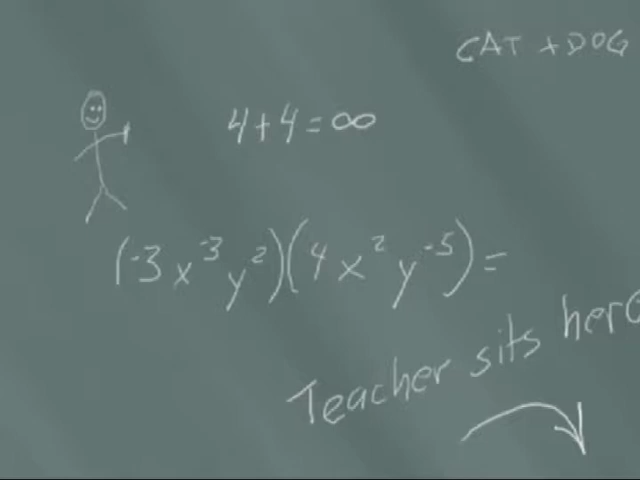 CAT + DOG
4+4=∞
(-3x⁻³y²)(4x²y⁻⁵)=
Teacher sits here